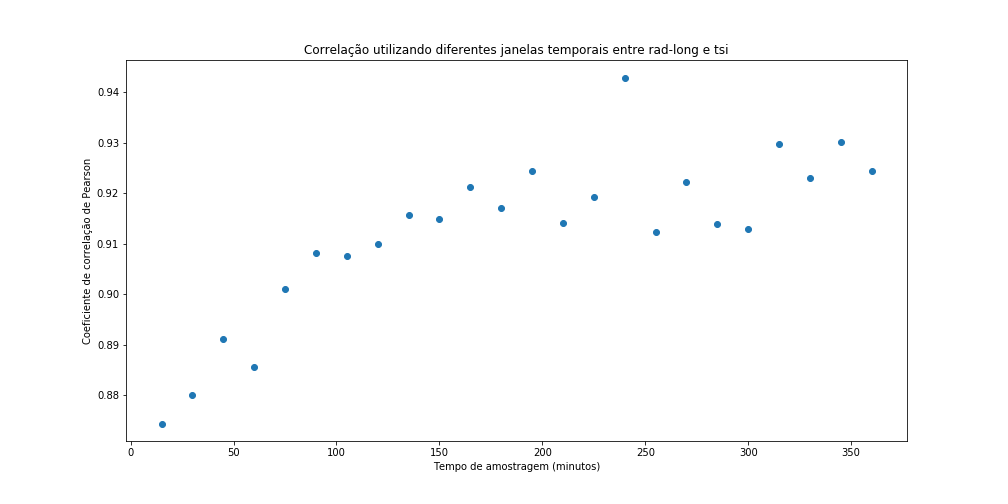 Correlação utilizando diferentes janelas temporais entre rad-long e tsi
0.94
0.93
0.92
0.91
0.90
0.89
0.88
Coeficiente de correlação de Pearson
0 50 100 150 200 250 300 350
Tempo de amostragem (minutos)